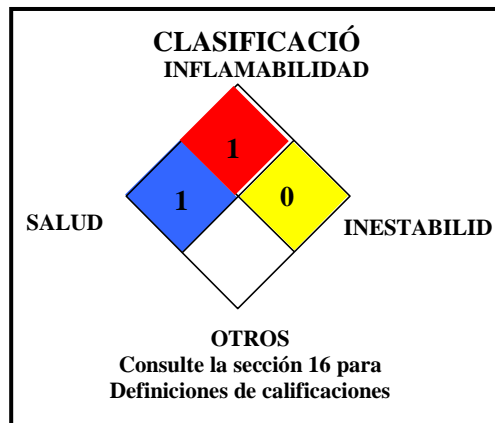 CLASIFICACIÓ
INFLAMABILIDAD
1
1
0
SALUD
INESTABILID
OTROS
Consulte la sección 16 para
Definiciones de calificaciones